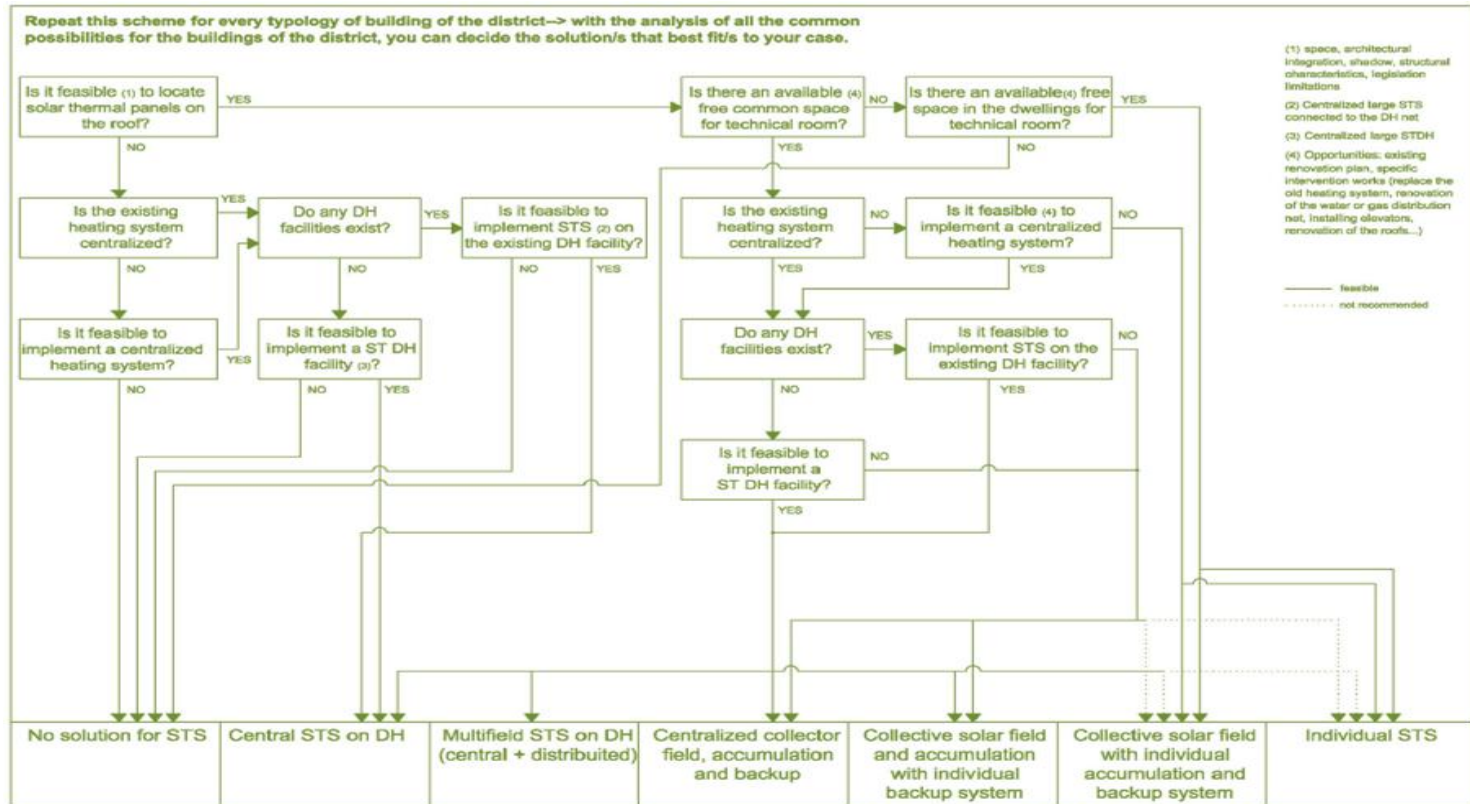 Repeat this scheme for every typology of building of the district--> with the analysis of all the common
possibilities for the buildings of the district, you can decide the solution/s that best fit/s to your case.
(1) space, architectural
integration, shadow, structural
characteristics, legislation
limitations
(2) Centralized large STS
connected to the DH net
(3) Centralized large STDH
(4) Opportunities: existing
renovation plan, specific
intervention works (replace the
old heating system, renovation
of the water or gas distribution
net, installing elevators,
renovation of the roofs...)
feasible
not recommended
Is it feasible (1) to locate
solar thermal panels on
the roof?
YES
NO
Is there an available (4)
free common space
for technical room?
NO
YES
Is there an available(4) free
space in the dwellings for
technical room?
YES
NO
Is the existing
heating system
centralized?
YES
NO
Do any DH
facilities exist?
YES
NO
Is it feasible to
implement STS (2) on
the existing DH facility?
NO
YES
Is the existing
heating system
centralized?
NO
YES
Is it feasible (4) to
implement a centralized
heating system?
NO
YES
Is it feasible to
implement a centralized
heating system?
YES
NO
Is it feasible to
implement a ST DH
facility (3)?
NO
YES
Do any DH
facilities exist?
YES
NO
Is it feasible to
implement STS on the
existing DH facility?
NO
YES
Is it feasible to
implement a
ST DH facility?
NO
YES
No solution for STS
Central STS on DH
Multifield STS on DH
(central + distribuited)
Centralized collector
field, accumulation
and backup
Collective solar field
and accumulation
with individual
backup system
Collective solar field
with individual
accumulation and
backup system
Individual STS